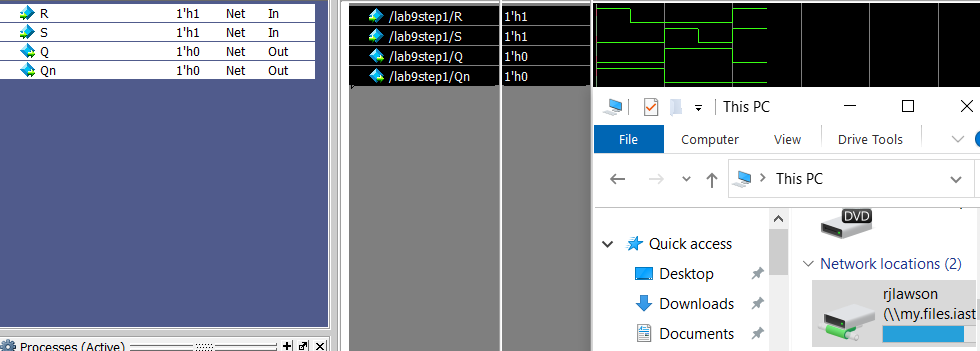 R 1'h1 Net In
S 1'h1 Net In
Q 1'h0 Net Out
Qn 1'h0 Net Out
Processes (Active)
/lab9step1/R 1'h1
/lab9step1/S 1'h1
/lab9step1/Q 1'h0
/lab9step1/Qn 1'h0
This PC
File Computer View Drive Tools
This PC
Quick access
Desktop
Downloads
Documents
DVD
Network locations (2)
rjlawson
(\\my.files.iast